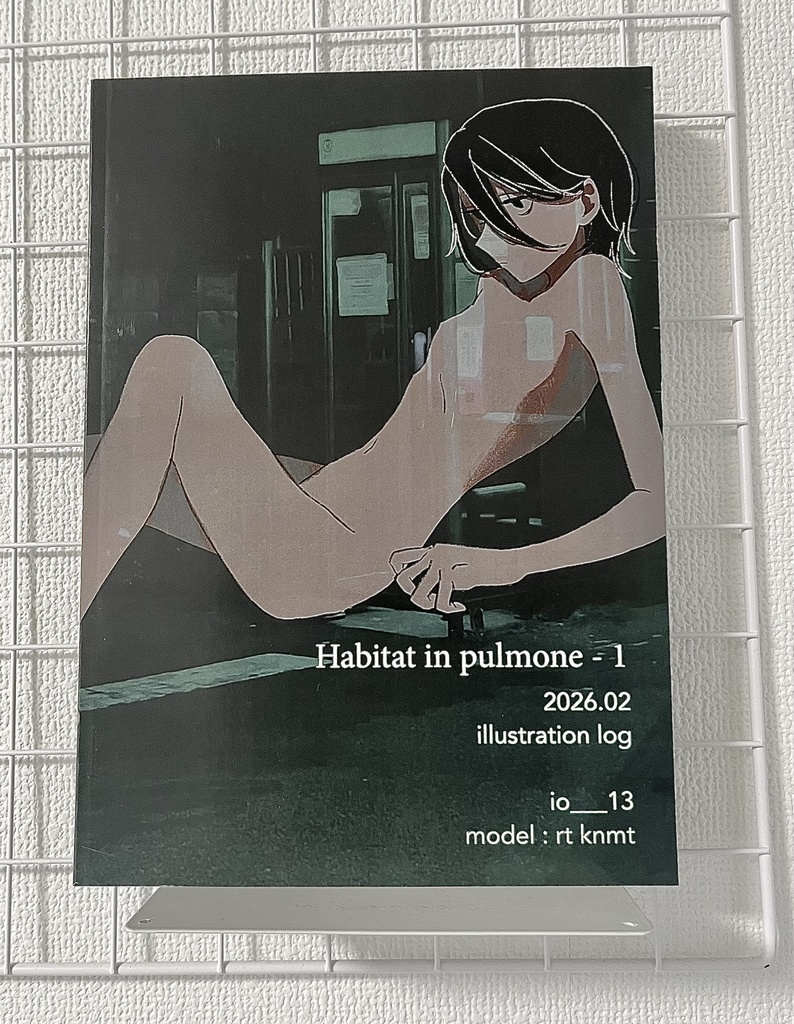 Habitat in pulmone - 1
2026.02
illustration log
io___13
model : rt knmt